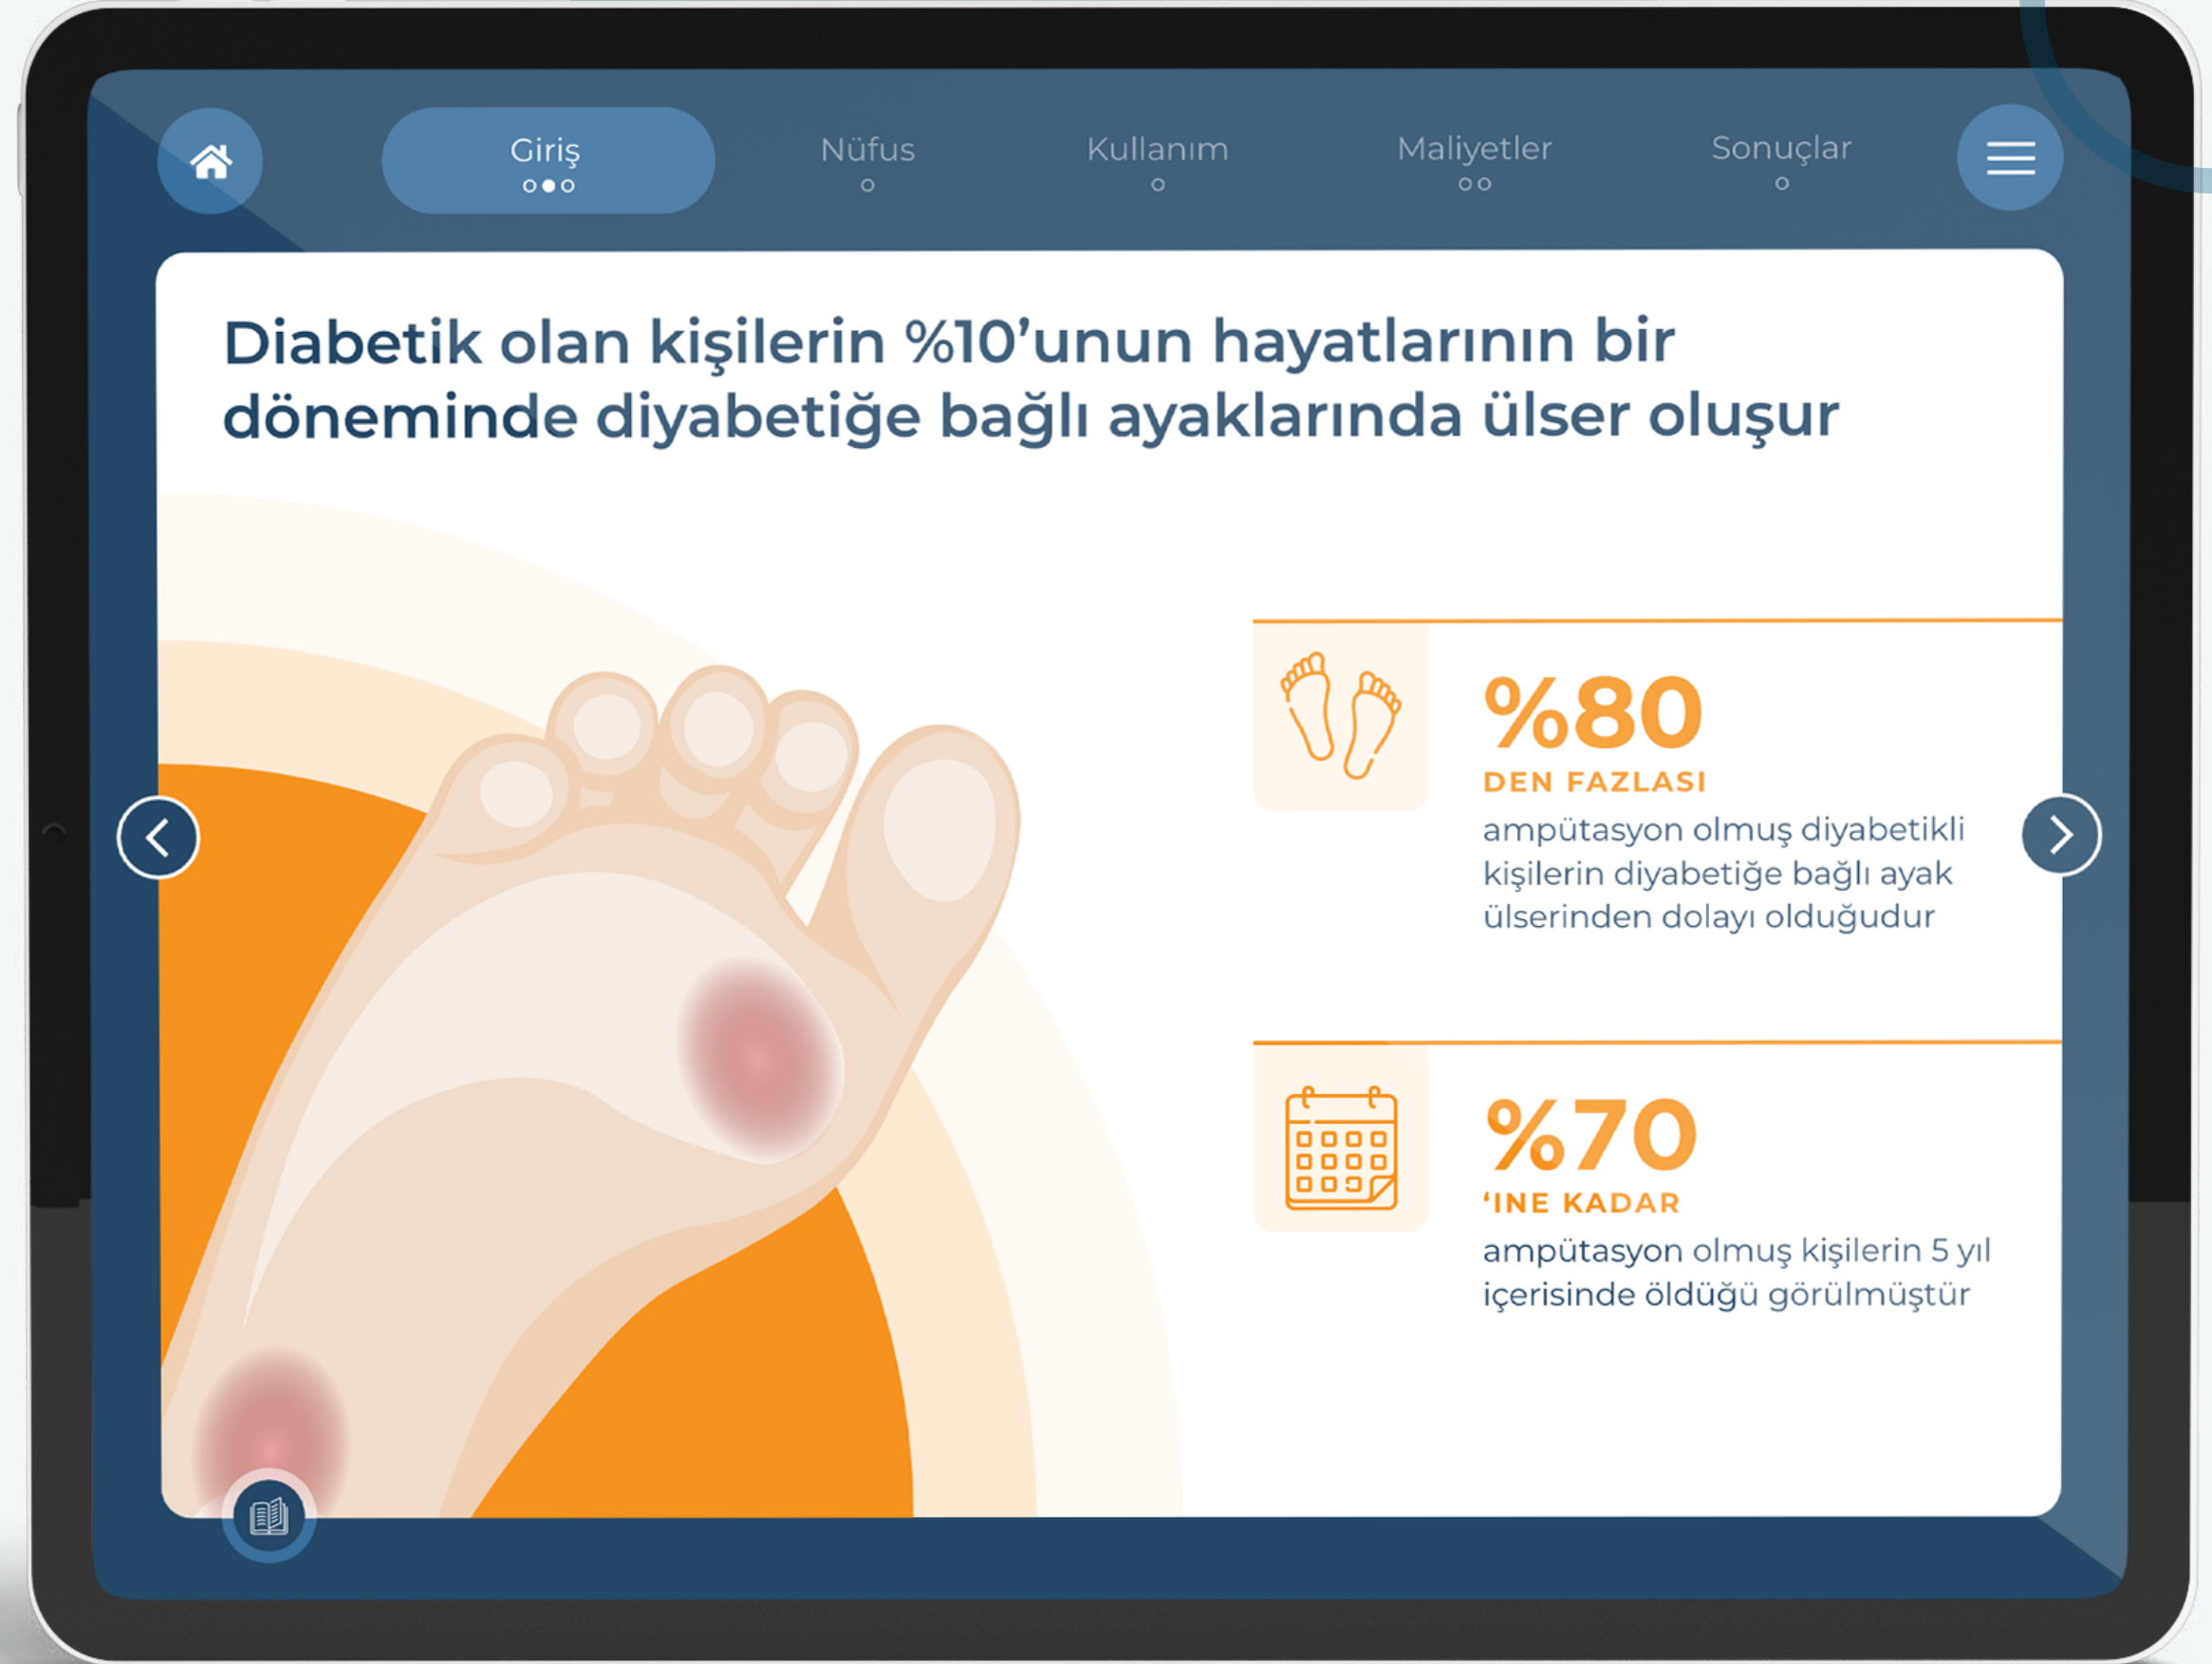 Giriş
Nüfus
Kullanım
Maliyetler
Sonuçlar
Diabetik olan kişilerin %10’unun hayatlarının bir
döneminde diyabetiğe bağlı ayaklarında ülser oluşur
%80
DEN FAZLASI
ampütasyon olmuş diyabetikli
kişilerin diyabetiğe bağlı ayak
ülserinden dolayı olduğudur
%70
‘INE KADAR
ampütasyon olmuş kişilerin 5 yıl
içerisinde öldüğü görülmüştür